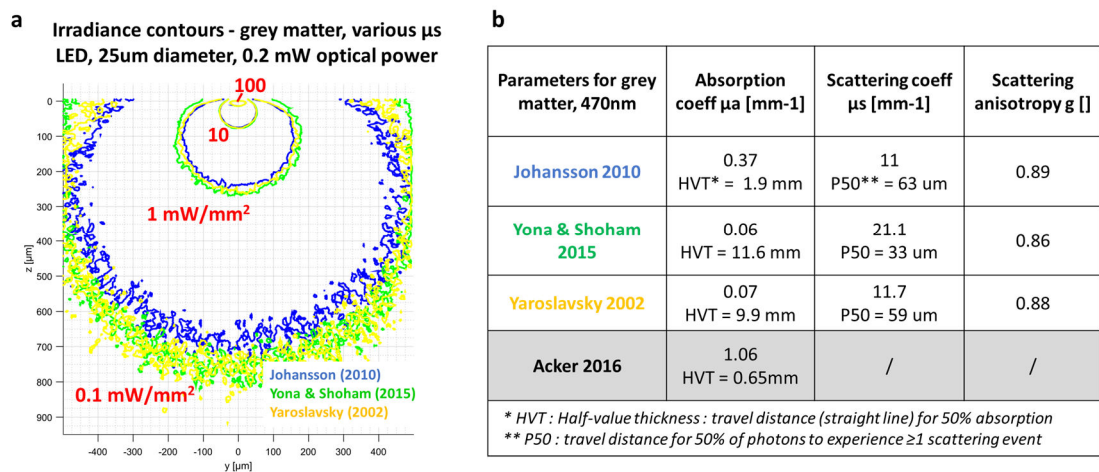 a
Irradiance contours - grey matter, various µs
LED, 25um diameter, 0.2 mW optical power
100
10
1 mW/mm²
0.1 mW/mm²
Johansson (2010)
Yona & Shoham (2015)
Yaroslavsky (2002)
0
100
200
300
400
500
600
700
800
900
z [µm]
-400 -300 -200 -100 0 100 200 300 400
y [µm]
b
Parameters for grey matter, 470nm
Absorption coeff µa [mm-1]
Scattering coeff µs [mm-1]
Scattering anisotropy g []
Johansson 2010
0.37
HVT* = 1.9 mm
11
P50** = 63 um
0.89
Yona & Shoham 2015
0.06
HVT = 11.6 mm
21.1
P50 = 33 um
0.86
Yaroslavsky 2002
0.07
HVT = 9.9 mm
11.7
P50 = 59 um
0.88
Acker 2016
1.06
HVT = 0.65mm
/
/
* HVT : Half-value thickness : travel distance (straight line) for 50% absorption
** P50 : travel distance for 50% of photons to experience ≥1 scattering event